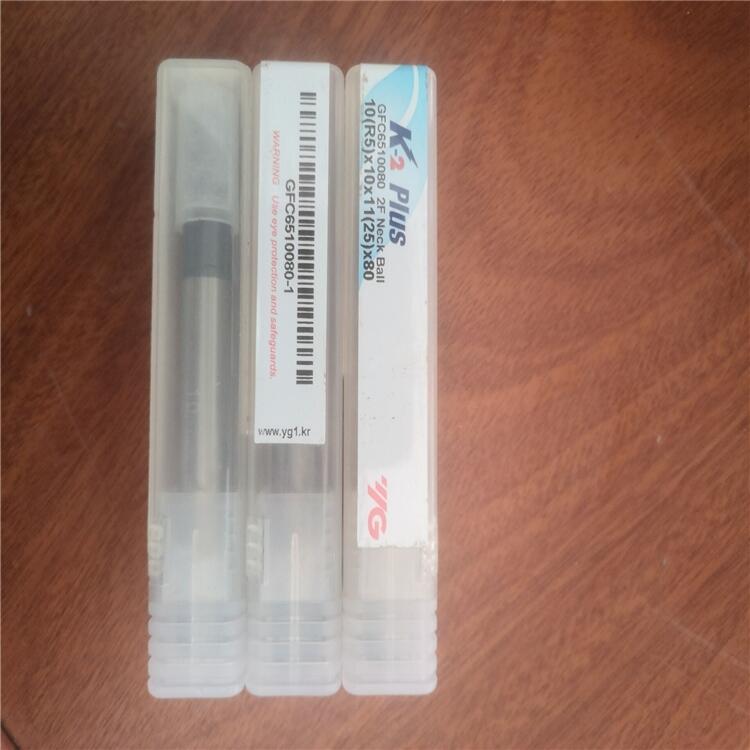 WARNING Use eye protection and safeguards.
GFC6510080-1
www.yg1.kr
K-2 Plus
GFC6510080 2F Neck Ball
10(R5)x10x11(25)x80
YG